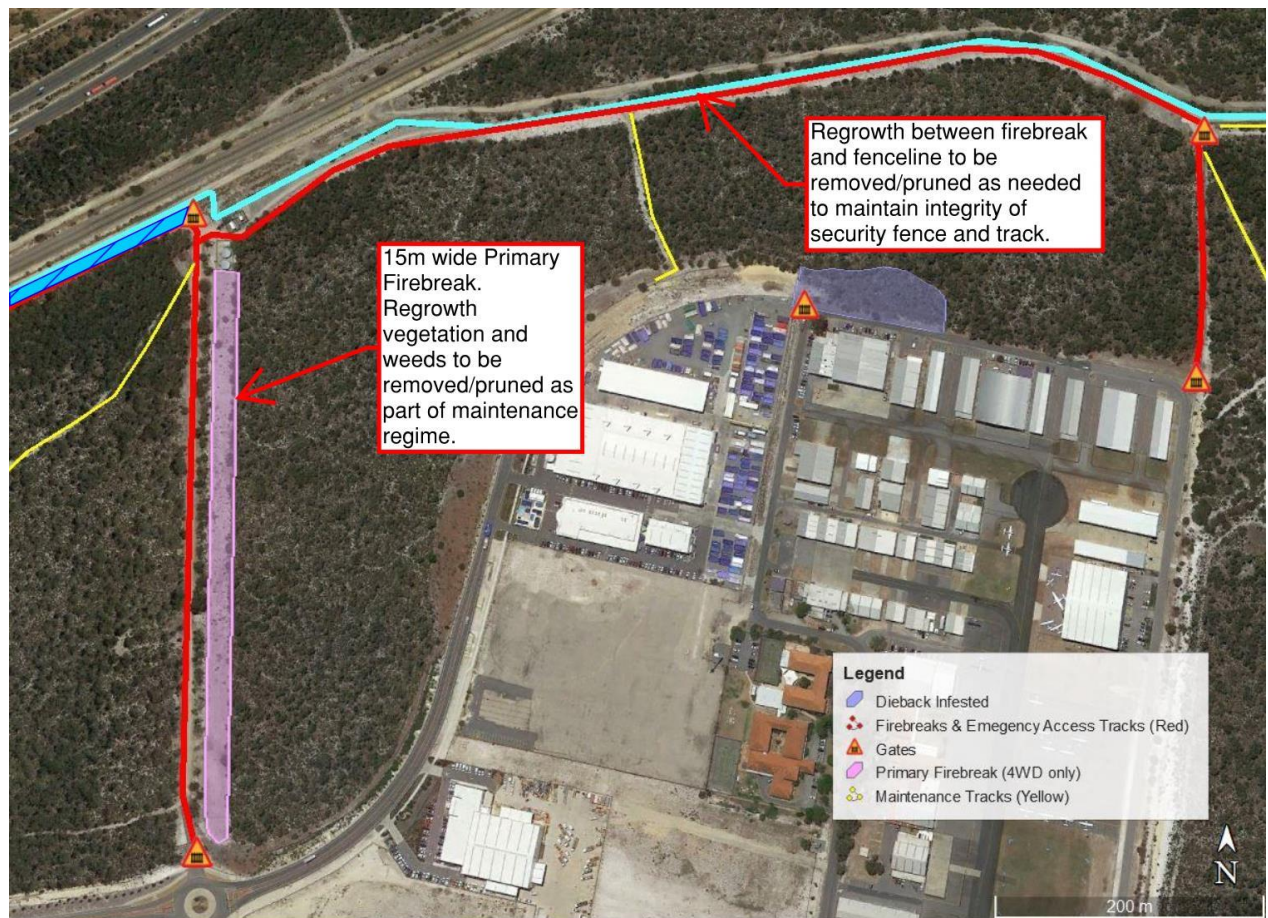 Regrowth between firebreak
and fenceline to be
removed/pruned as needed
to maintain integrity of
security fence and track.
15m wide Primary
Firebreak.
Regrowth
vegetation and
weeds to be
removed/pruned as
part of maintenance
regime.
Legend
Dieback Infested
Firebreaks & Emegency Access Tracks (Red)
Gates
Primary Firebreak (4WD only)
Maintenance Tracks (Yellow)
N
200 m